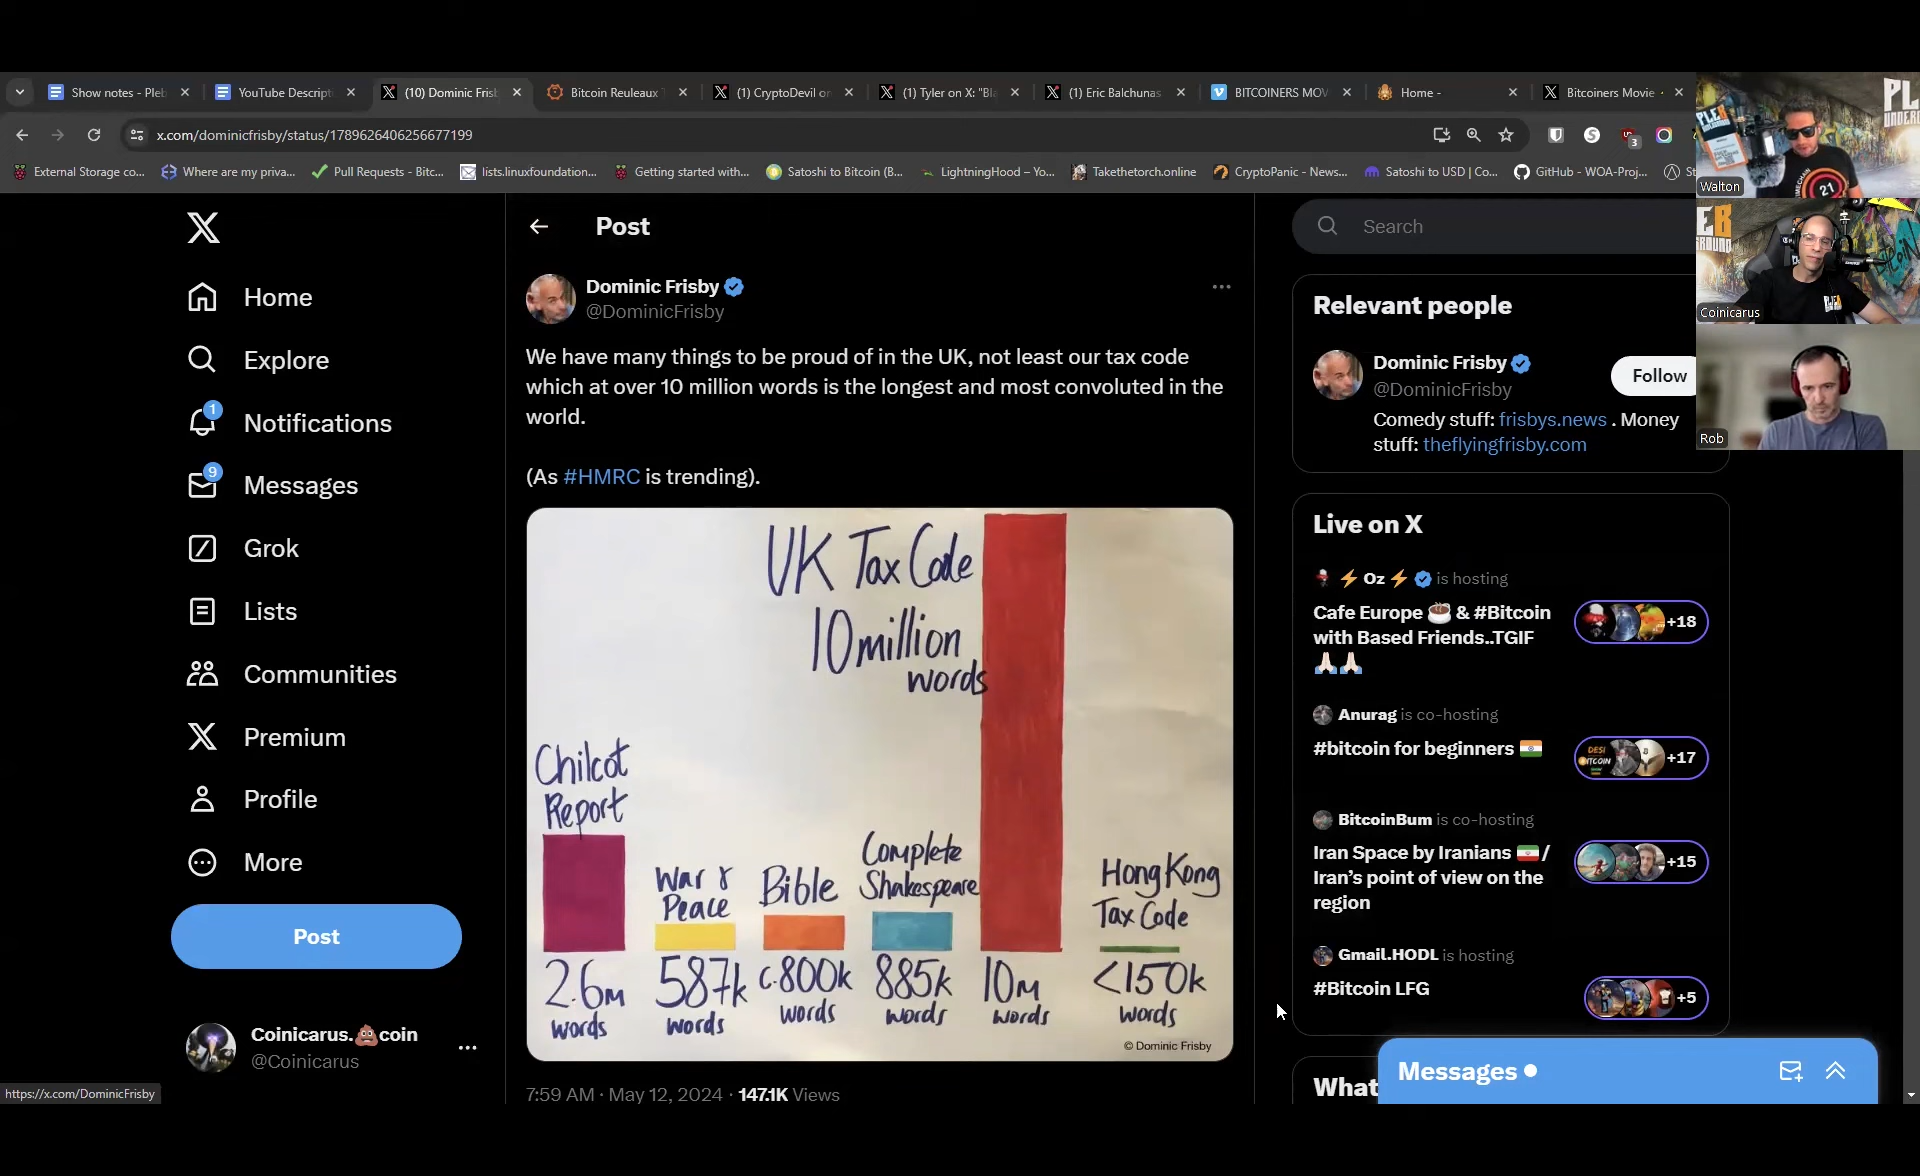 Show notes - Pleb
YouTube Descript
(10) Dominic Frisb
Bitcoin Reuleaux
(1) CryptoDevil on
(1) Tyler on X: "Bla
(1) Eric Balchunas
BITCOINERS MOV
Home -
Bitcoiners Movie
x.com/dominicfrisby/status/1789626406256677199
3
External Storage co...
Where are my priva...
Pull Requests - Bitc...
lists.linuxfoundation...
Getting started with...
Satoshi to Bitcoin (B...
LightningHood – Yo...
Takethetorch.online
CryptoPanic - News...
Satoshi to USD | Co...
GitHub - WOA-Proj...
Walton
21
Coinicarus
Rob
Home
Explore
1
Notifications
9
Messages
Grok
Lists
Communities
Premium
Profile
More
Post
Coinicarus.💩coin
@Coinicarus
https://x.com/DominicFrisby
Post
Dominic Frisby
@DominicFrisby
We have many things to be proud of in the UK, not least our tax code
which at over 10 million words is the longest and most convoluted in the
world.
(As #HMRC is trending).
UK Tax Code
10 million
words
Chilcot
Report
War &
Peace
Bible
Complete
Shakespeare
Hong Kong
Tax Code
2.6m
words
587k
words
c.800k
words
885k
words
10m
words
<150k
words
© Dominic Frisby
7:59 AM · May 12, 2024 · 147.1K Views
Search
Relevant people
Dominic Frisby
@DominicFrisby
Follow
Comedy stuff: frisbys.news . Money
stuff: theflyingfrisby.com
Live on X
⚡ Oz ⚡ is hosting
Cafe Europe ☕ & #Bitcoin
with Based Friends..TGIF
🙏🏻🙏🏻
+18
Anurag is co-hosting
#bitcoin for beginners 🇮🇳
+17
BitcoinBum is co-hosting
Iran Space by Iranians 🇮🇷/
Iran's point of view on the
region
+15
Gmail.HODL is hosting
#Bitcoin LFG
+5
What
Messages